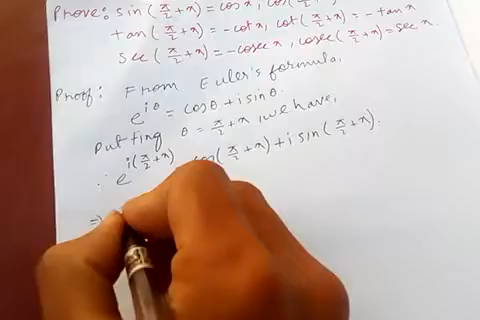 Prove: sin(π/2+x) = cos x, cos(π/2
tan(π/2+x) = -cot x, cot(π/2+x) = -tan x
sec(π/2+x) = -cosec x, cosec(π/2+x) = sec x.
Proof: From Euler's formula,
e^{iθ} = cosθ + i sinθ.
Putting θ = π/2+x, we have,
∴ e^{i(π/2+x)} cos(π/2+x) + i sin(π/2+x).
⇒